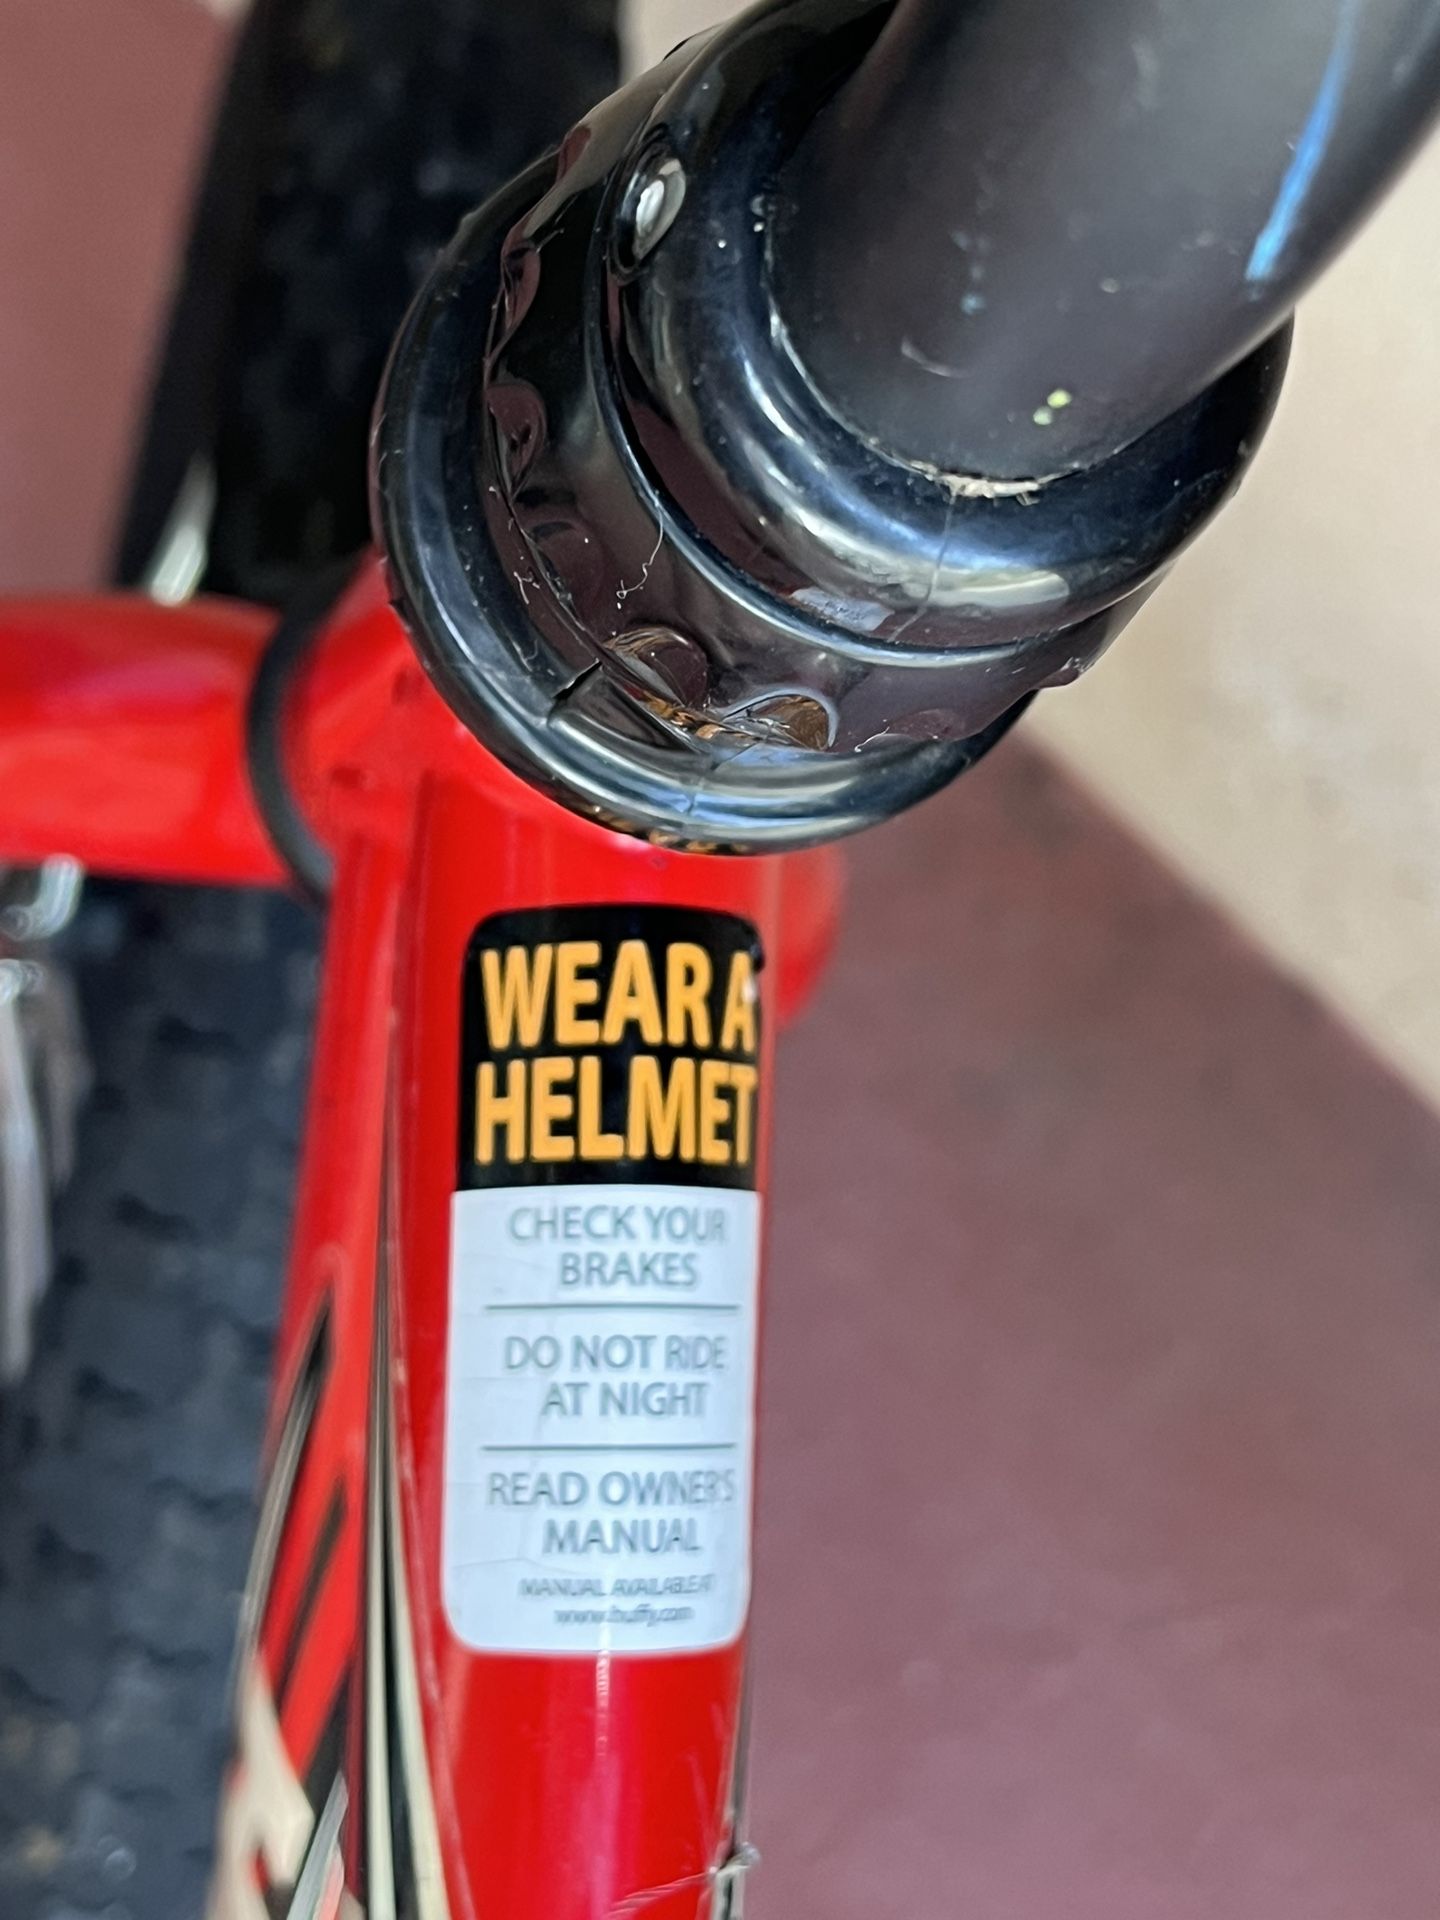 WEAR A
HELMET
CHECK YOUR
BRAKES
DO NOT RIDE
AT NIGHT
READ OWNER'S
MANUAL
MANUAL AVAILABLE AT
www.huffy.com